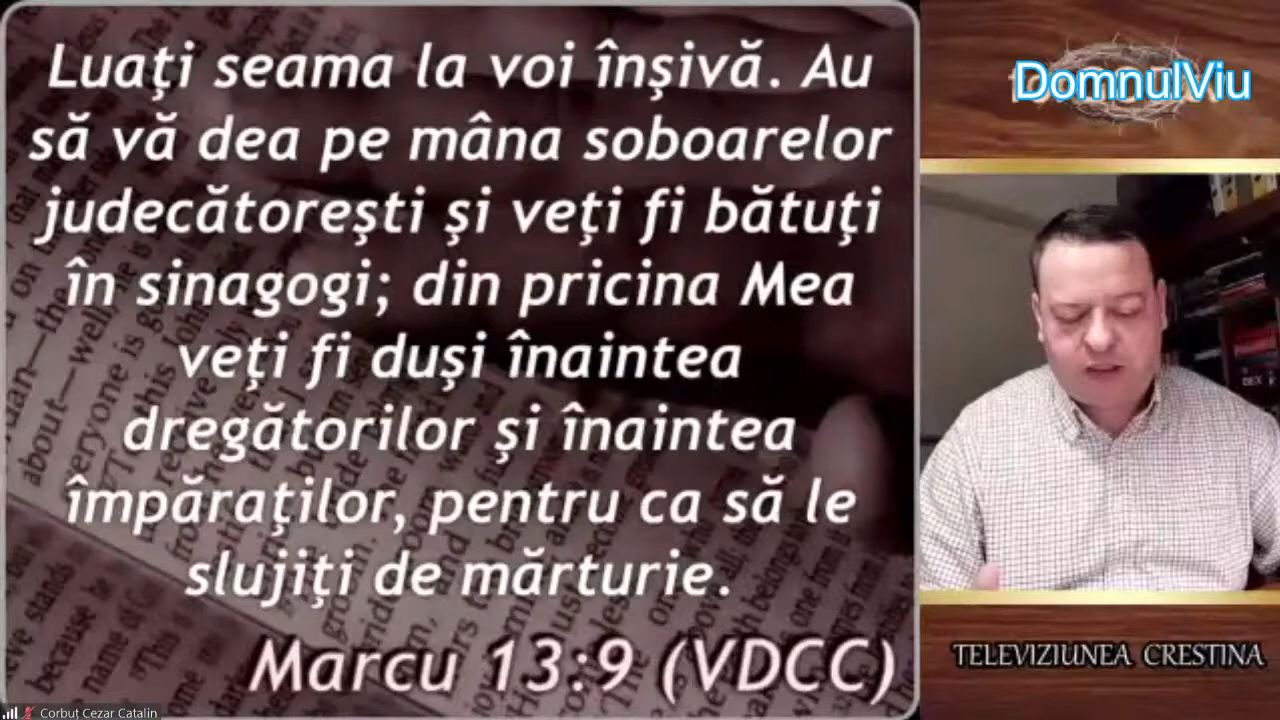 Luaţi seama la voi înşivă. Au
să vă dea pe mâna soboarelor
judecătoreşti şi veţi fi bătuţi
în sinagogi; din pricina Mea
veţi fi duşi înaintea
dregătorilor şi înaintea
împăraţilor, pentru ca să le
slujiţi de mărturie.
Marcu 13:9 (VDCC)
DomnulViu
DEX
TELEVIZIUNEA CRESTINA
Corbuț Cezar Catalin